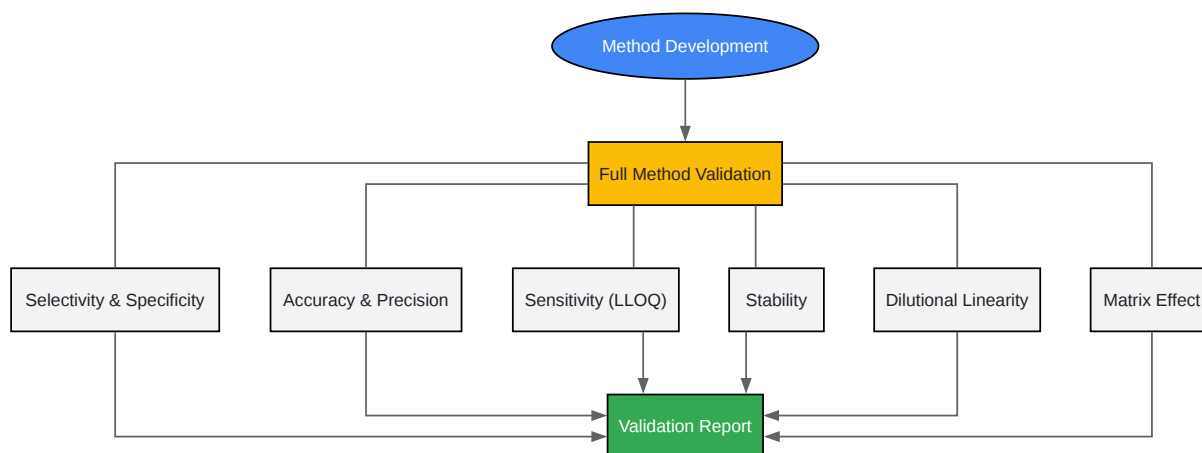 Method Development
Full Method Validation
Selectivity & Specificity
Accuracy & Precision
Sensitivity (LLOQ)
Stability
Dilutional Linearity
Matrix Effect
Validation Report